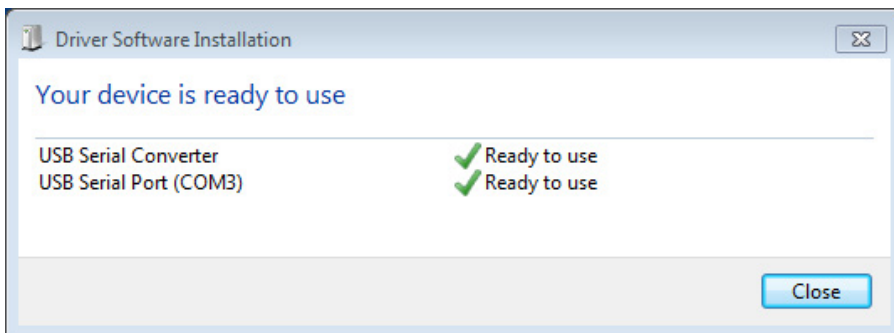 Driver Software Installation
Your device is ready to use
USB Serial Converter Ready to use
USB Serial Port (COM3) Ready to use
Close